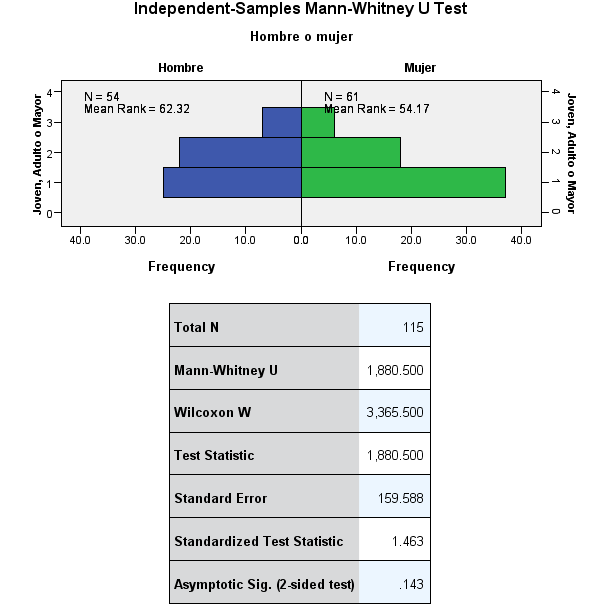 Independent-Samples Mann-Whitney U Test
Hombre o mujer
Hombre Mujer
N = 54
Mean Rank = 62.32
N = 61
Mean Rank = 54.17
Joven, Adulto o Mayor
4
3
2
1
0
4
3
2
1
0
Joven, Adulto o Mayor
40.0 30.0 20.0 10.0 0.0 10.0 20.0 30.0 40.0
Frequency Frequency
Total N 115
Mann-Whitney U 1,880.500
Wilcoxon W 3,365.500
Test Statistic 1,880.500
Standard Error 159.588
Standardized Test Statistic 1.463
Asymptotic Sig. (2-sided test) .143